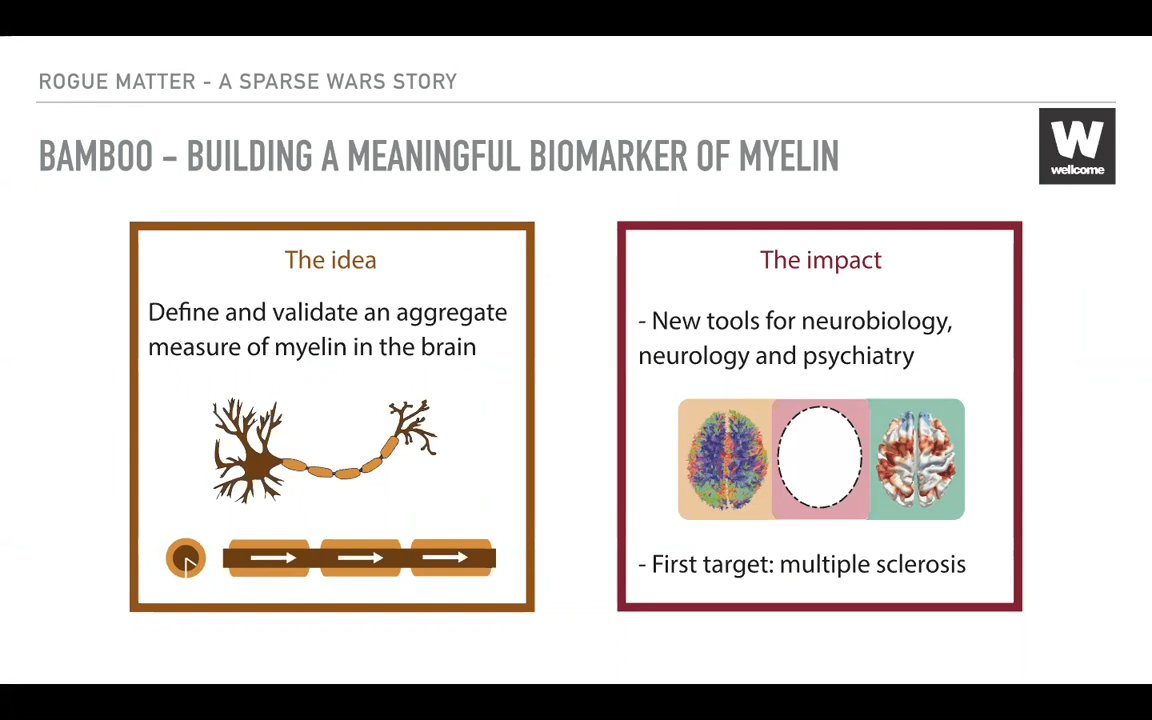 ROGUE MATTER - A SPARSE WARS STORY
BAMBOO - BUILDING A MEANINGFUL BIOMARKER OF MYELIN
W
wellcome
The idea
Define and validate an aggregate
measure of myelin in the brain
The impact
- New tools for neurobiology,
neurology and psychiatry
- First target: multiple sclerosis